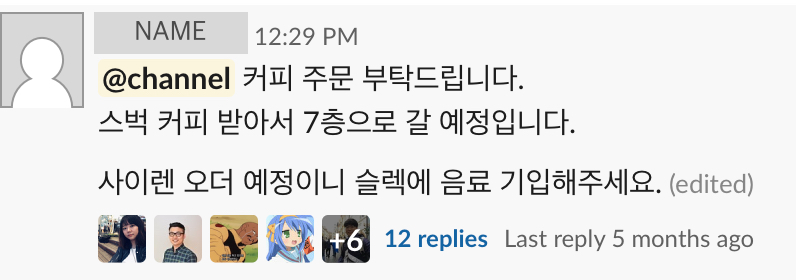 NAME 12:29 PM
@channel 커피 주문 부탁드립니다.
스벅 커피 받아서 7층으로 갈 예정입니다.
사이렌 오더 예정이니 슬렉에 음료 기입해주세요. (edited)
+6 12 replies Last reply 5 months ago